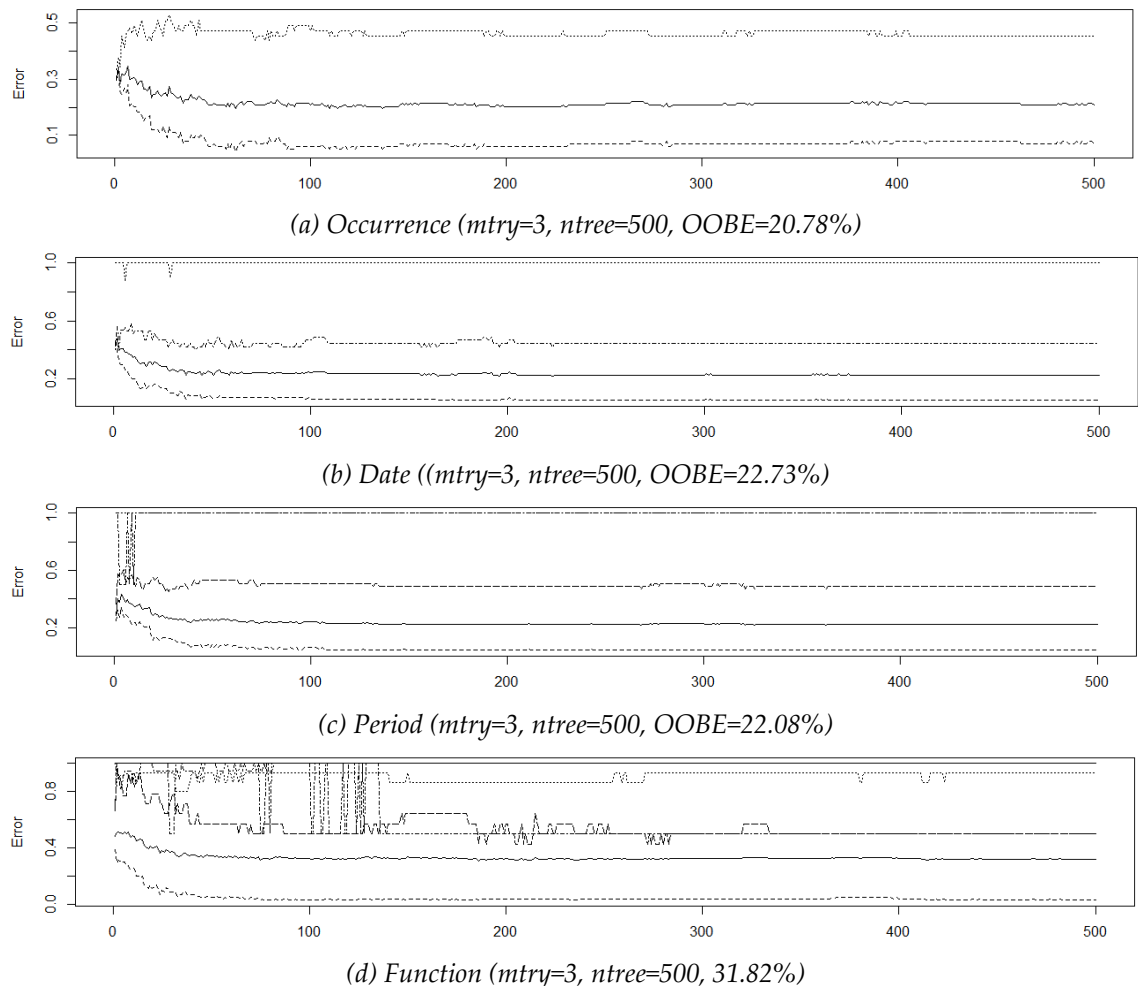 Error
0.1 0.3 0.5
0 100 200 300 400 500
(a) Occurrence (mtry=3, ntree=500, OOBE=20.78%)
Error
0.2 0.6 1.0
0 100 200 300 400 500
(b) Date ((mtry=3, ntree=500, OOBE=22.73%)
Error
0.2 0.6 1.0
0 100 200 300 400 500
(c) Period (mtry=3, ntree=500, OOBE=22.08%)
Error
0.0 0.4 0.8
0 100 200 300 400 500
(d) Function (mtry=3, ntree=500, 31.82%)